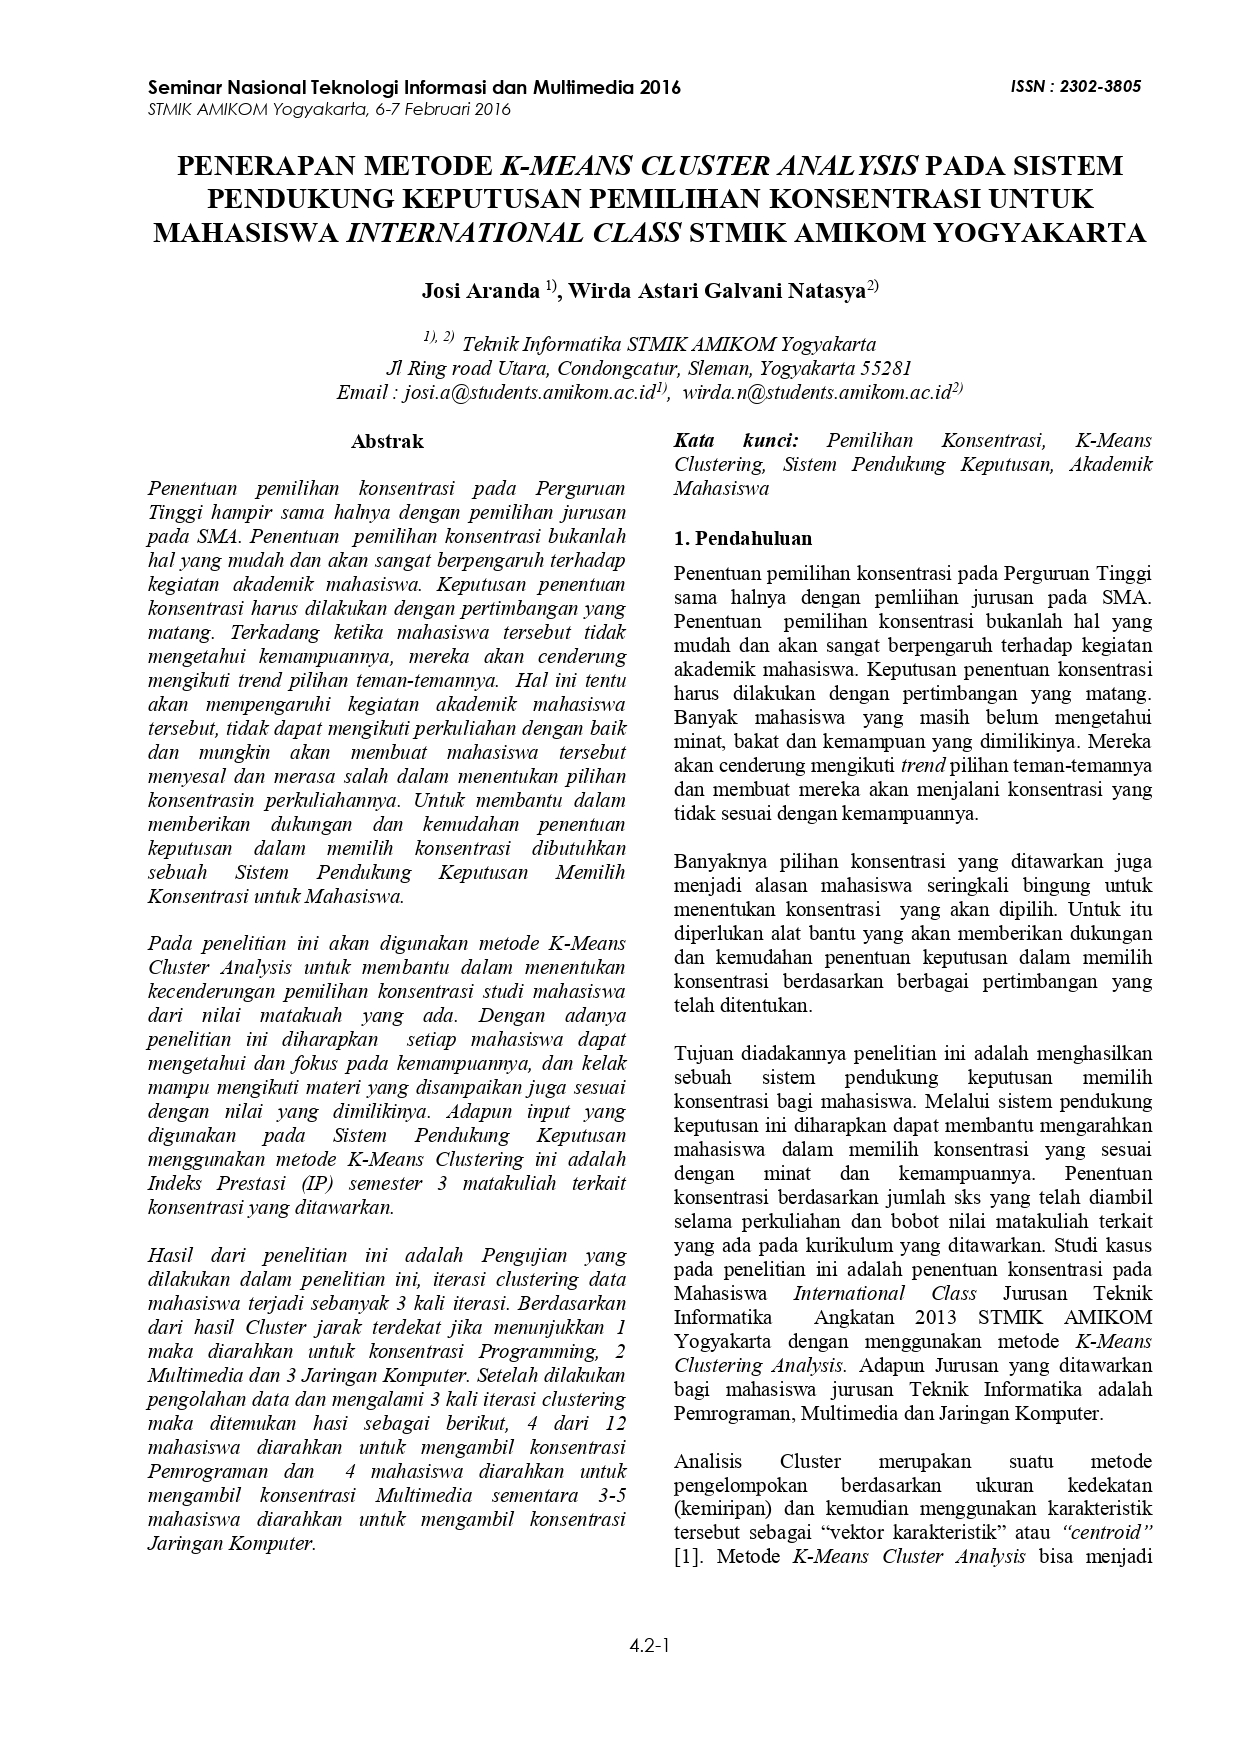 Seminar Nasional Teknologi Informasi dan Multimedia 2016
ISSN : 2302-3805
STMIK AMIKOM Yogyakarta, 6-7 Februari 2016
PENERAPAN METODE K-MEANS CLUSTER ANALYSIS PADA SISTEM
PENDUKUNG KEPUTUSAN PEMILIHAN KONSENTRASI UNTUK
MAHASISWA INTERNATIONAL CLASS STMIK AMIKOM YOGYAKARTA
Josi Aranda 1), Wirda Astari Galvani Natasya2)
1), 2) Teknik Informatika STMIK AMIKOM Yogyakarta
Jl Ring road Utara, Condongcatur, Sleman, Yogyakarta 55281
Email : josi.a@students.amikom.ac.id1), wirda.n@students.amikom.ac.id2)
Abstrak
Penentuan pemilihan konsentrasi pada Perguruan
Tinggi hampir sama halnya dengan pemilihan jurusan
pada SMA. Penentuan pemilihan konsentrasi bukanlah
hal yang mudah dan akan sangat berpengaruh terhadap
kegiatan akademik mahasiswa. Keputusan penentuan
konsentrasi harus dilakukan dengan pertimbangan yang
matang. Terkadang ketika mahasiswa tersebut tidak
mengetahui kemampuannya, mereka akan cenderung
mengikuti trend pilihan teman-temannya. Hal ini tentu
akan mempengaruhi kegiatan akademik mahasiswa
tersebut, tidak dapat mengikuti perkuliahan dengan baik
dan mungkin akan membuat mahasiswa tersebut
menyesal dan merasa salah dalam menentukan pilihan
konsentrasin perkuliahannya. Untuk membantu dalam
memberikan dukungan dan kemudahan penentuan
keputusan dalam memilih konsentrasi dibutuhkan
sebuah Sistem Pendukung Keputusan Memilih
Konsentrasi untuk Mahasiswa.
Pada penelitian ini akan digunakan metode K-Means
Cluster Analysis untuk membantu dalam menentukan
kecenderungan pemilihan konsentrasi studi mahasiswa
dari nilai matakuah yang ada. Dengan adanya
penelitian ini diharapkan setiap mahasiswa dapat
mengetahui dan fokus pada kemampuannya, dan kelak
mampu mengikuti materi yang disampaikan juga sesuai
dengan nilai yang dimilikinya. Adapun input yang
digunakan pada Sistem Pendukung Keputusan
menggunakan metode K-Means Clustering ini adalah
Indeks Prestasi (IP) semester 3 matakuliah terkait
konsentrasi yang ditawarkan.
Hasil dari penelitian ini adalah Pengujian yang
dilakukan dalam penelitian ini, iterasi clustering data
mahasiswa terjadi sebanyak 3 kali iterasi. Berdasarkan
dari hasil Cluster jarak terdekat jika menunjukkan 1
maka diarahkan untuk konsentrasi Programming, 2
Multimedia dan 3 Jaringan Komputer. Setelah dilakukan
pengolahan data dan mengalami 3 kali iterasi clustering
maka ditemukan hasi sebagai berikut, 4 dari 12
mahasiswa diarahkan untuk mengambil konsentrasi
Pemrograman dan 4 mahasiswa diarahkan untuk
mengambil konsentrasi Multimedia sementara 3-5
mahasiswa diarahkan untuk mengambil konsentrasi
Jaringan Komputer.
Kata kunci: Pemilihan Konsentrasi, K-Means
Clustering, Sistem Pendukung Keputusan, Akademik
Mahasiswa
1. Pendahuluan
Penentuan pemilihan konsentrasi pada Perguruan Tinggi
sama halnya dengan pemliihan jurusan pada SMA.
Penentuan pemilihan konsentrasi bukanlah hal yang
mudah dan akan sangat berpengaruh terhadap kegiatan
akademik mahasiswa. Keputusan penentuan konsentrasi
harus dilakukan dengan pertimbangan yang matang.
Banyak mahasiswa yang masih belum mengetahui
minat, bakat dan kemampuan yang dimilikinya. Mereka
akan cenderung mengikuti trend pilihan teman-temannya
dan membuat mereka akan menjalani konsentrasi yang
tidak sesuai dengan kemampuannya.
Banyaknya pilihan konsentrasi yang ditawarkan juga
menjadi alasan mahasiswa seringkali bingung untuk
menentukan konsentrasi yang akan dipilih. Untuk itu
diperlukan alat bantu yang akan memberikan dukungan
dan kemudahan penentuan keputusan dalam memilih
konsentrasi berdasarkan berbagai pertimbangan yang
telah ditentukan.
Tujuan diadakannya penelitian ini adalah menghasilkan
sebuah sistem pendukung keputusan memilih
konsentrasi bagi mahasiswa. Melalui sistem pendukung
keputusan ini diharapkan dapat membantu mengarahkan
mahasiswa dalam memilih konsentrasi yang sesuai
dengan minat dan kemampuannya. Penentuan
konsentrasi berdasarkan jumlah sks yang telah diambil
selama perkuliahan dan bobot nilai matakuliah terkait
yang ada pada kurikulum yang ditawarkan. Studi kasus
pada penelitian ini adalah penentuan konsentrasi pada
Mahasiswa International Class Jurusan Teknik
Informatika Angkatan 2013 STMIK AMIKOM
Yogyakarta dengan menggunakan metode K-Means
Clustering Analysis. Adapun Jurusan yang ditawarkan
bagi mahasiswa jurusan Teknik Informatika adalah
Pemrograman, Multimedia dan Jaringan Komputer.
Analisis Cluster merupakan suatu metode
pengelompokan berdasarkan ukuran kedekatan
(kemiripan) dan kemudian menggunakan karakteristik
tersebut sebagai “vektor karakteristik” atau “centroid”
[1]. Metode K-Means Cluster Analysis bisa menjadi
4.2-1